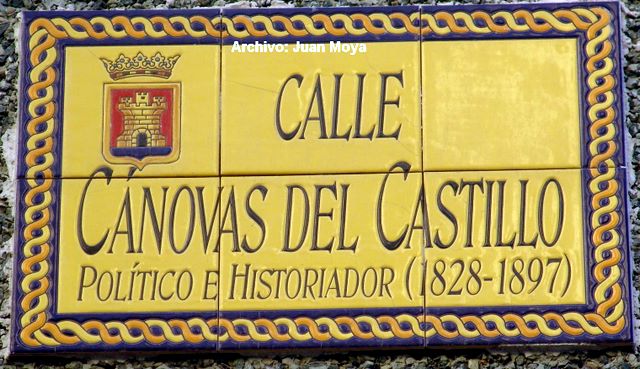 Archivo: Juan Moya
CALLE
CÁNOVAS DEL CASTILLO
POLÍTICO E HISTORIADOR (1828-1897)